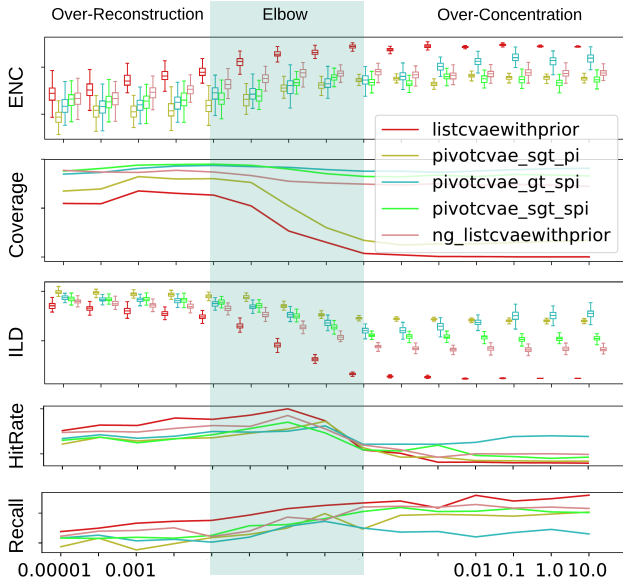 Over-Reconstruction Elbow Over-Concentration
ENC
listcvaewithprior
pivotcvae_sgt_pi
pivotcvae_gt_spi
pivotcvae_sgt_spi
ng_listcvaewithprior
Coverage
ILD
HitRate
Recall
0.00001 0.001 0.01 0.1 1.0 10.0